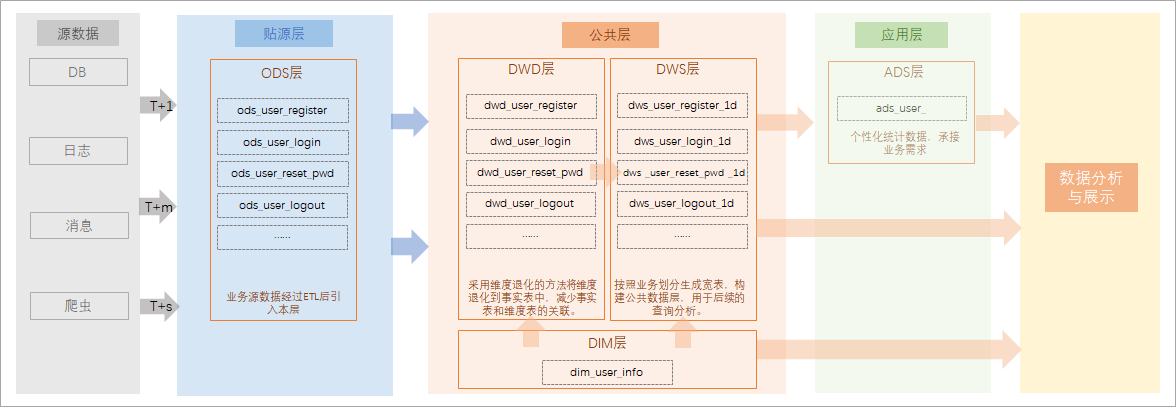 源数据
DB
日志
消息
爬虫
T+1
T+m
T+s
贴源层
ODS层
ods_user_register
ods_user_login
ods_user_reset_pwd
ods_user_logout
......
业务源数据经过ETL后引
入本层
公共层
DWD层
dwd_user_register
dwd_user_login
dwd_user_reset_pwd
dwd_user_logout
......
采用维度退化的方法将维度
退化到事实表中，减少事实
表和维度表的关联。
DWS层
dws_user_register_1d
dws_user_login_1d
dws _user_reset_pwd _1d
dws_user_logout_1d
......
按照业务划分生成宽表，构
建公共数据层，用于后续的
查询分析。
DIM层
dim_user_info
应用层
ADS层
ads_user_
个性化统计数据，承接
业务需求
数据分析
与展示